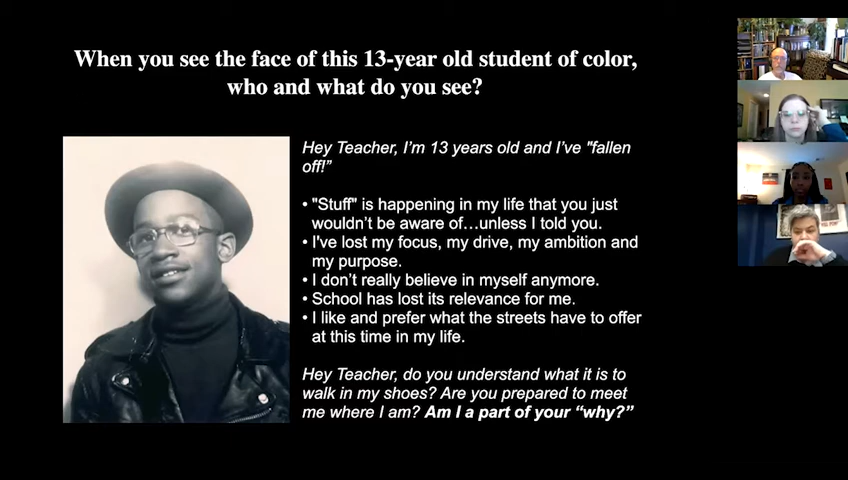 When you see the face of this 13-year old student of color,
who and what do you see?
Hey Teacher, I'm 13 years old and I've "fallen
off!"
• "Stuff" is happening in my life that you just
wouldn't be aware of…unless I told you.
• I've lost my focus, my drive, my ambition and
my purpose.
• I don't really believe in myself anymore.
• School has lost its relevance for me.
• I like and prefer what the streets have to offer
at this time in my life.
Hey Teacher, do you understand what it is to
walk in my shoes? Are you prepared to meet
me where I am? Am I a part of your “why?”